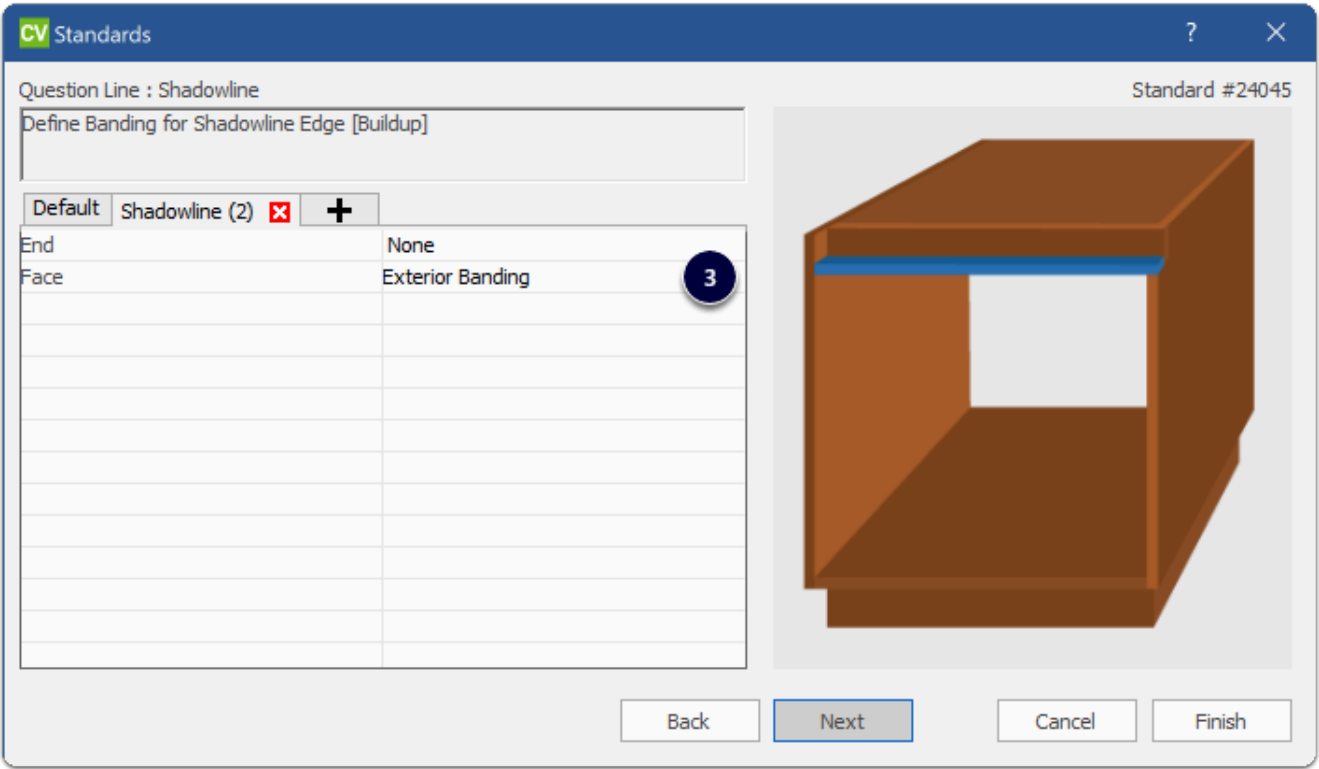 CV Standards ?
Question Line : Shadowline Standard #24045
Define Banding for Shadowline Edge [Buildup]
Default Shadowline (2)
End None
Face Exterior Banding 3
Back Next Cancel Finish